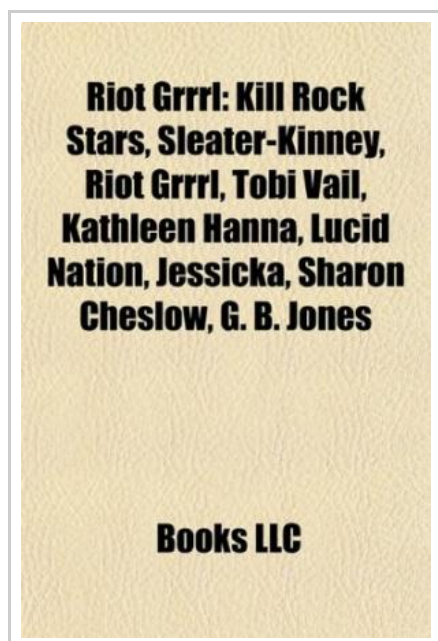 Riot Grrrl: Kill Rock
Stars, Sleater-Kinney,
Riot Grrrl, Tobi Vail,
Kathleen Hanna, Lucid
Nation, Jessicka, Sharon
Cheslow, G. B. Jones
Books LLC